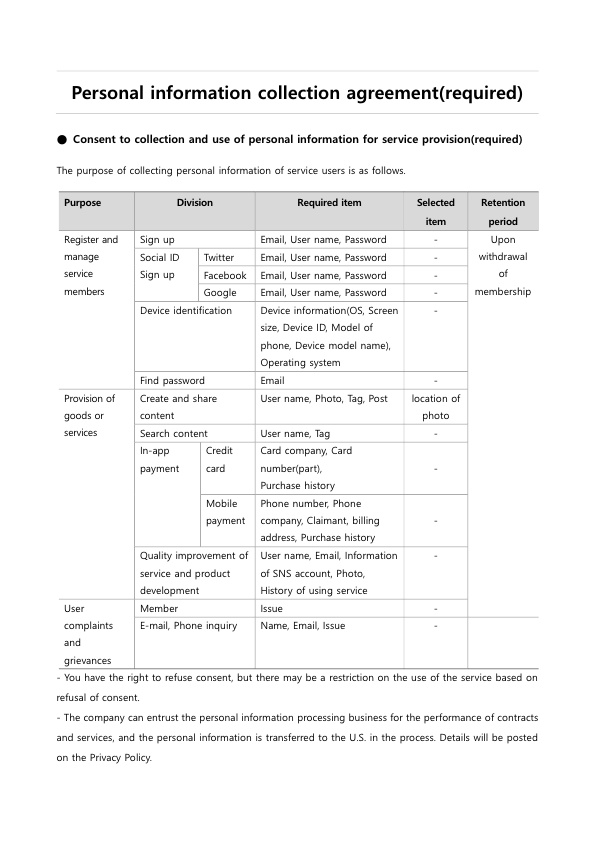 Personal information collection agreement(required)
● Consent to collection and use of personal information for service provision(required)
The purpose of collecting personal information of service users is as follows.
Purpose Division Required item Selected item Retention period
Register and manage service members Sign up Email, User name, Password - Upon withdrawal of membership
Social ID Sign up Twitter Email, User name, Password -
Facebook Email, User name, Password -
Google Email, User name, Password -
Device identification Device information(OS, Screen size, Device ID, Model of phone, Device model name), Operating system -
Find password Email -
Provision of goods or services Create and share content User name, Photo, Tag, Post location of photo
Search content User name, Tag -
In-app payment Credit card Card company, Card number(part), Purchase history -
Mobile payment Phone number, Phone company, Claimant, billing address, Purchase history -
Quality improvement of service and product development User name, Email, Information of SNS account, Photo, History of using service -
User complaints and grievances Member Issue -
E-mail, Phone inquiry Name, Email, Issue -
- You have the right to refuse consent, but there may be a restriction on the use of the service based on
refusal of consent.
- The company can entrust the personal information processing business for the performance of contracts
and services, and the personal information is transferred to the U.S. in the process. Details will be posted
on the Privacy Policy.